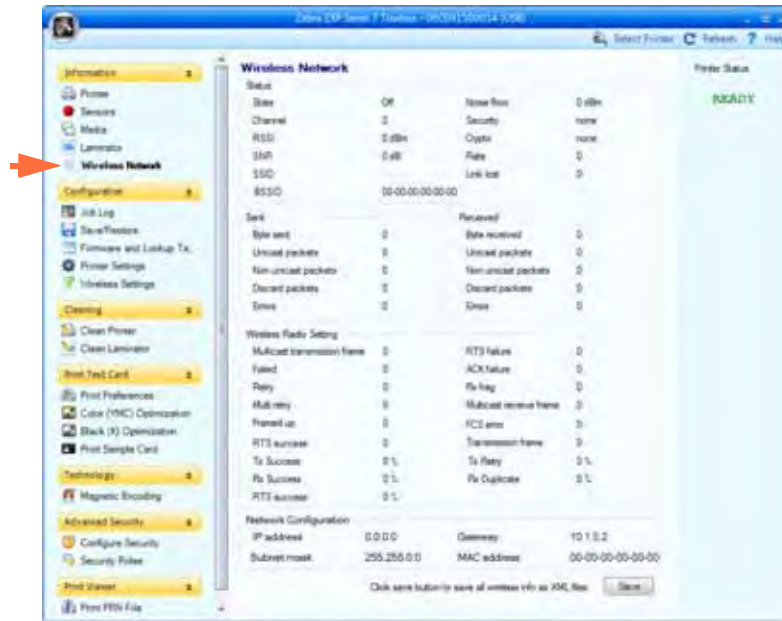 Zebra ZXP Series 7 Toolbox
Select Printer Refresh ? Help
Information
Printer
Sensors
Media
Laminator
Wireless Network
Configuration
Job Log
Save/Restore
Firmware and Lookup Ta.
Printer Settings
Wireless Settings
Cleaning
Clean Printer
Clean Laminator
Print Test Card
Print Preferences
Color (YMC) Optimization
Black (K) Optimization
Print Sample Card
Technology
Magnetic Encoding
Advanced Security
Configure Security
Security Roles
Print Viewer
Print PRN File
Wireless Network
Status
State Off Noise floor 0 dBm
Channel 0 Security none
RSSI 0 dBm Crypto none
SNR 0 dB Rate 0
SSID Link lost 0
BSSID 00-00-00-00-00-00
Sent Received
Byte sent 0 Byte received 0
Unicast packets 0 Unicast packets 0
Non unicast packets 0 Non unicast packets 0
Discard packets 0 Discard packets 0
Errors 0 Errors 0
Wireless Radio Setting
Multicast transmission frame 0 RTS failure 0
Failed 0 ACK failure 0
Retry 0 Rx frag 0
Multi retry 0 Multicast receive frame 0
Framed up 0 FCS error 0
RTS success 0 Transmission frame 0
Tx Success 0 % Tx Retry 0 %
Rx Success 0 % Rx Duplicate 0 %
RTS success 0 %
Network Configuration
IP address 0.0.0.0 Gateway 10.1.0.2
Subnet mask 255.255.0.0 MAC address 00-00-00-00-00-00
Click save button to save all wireless info as XML files Save
Printer Status
READY